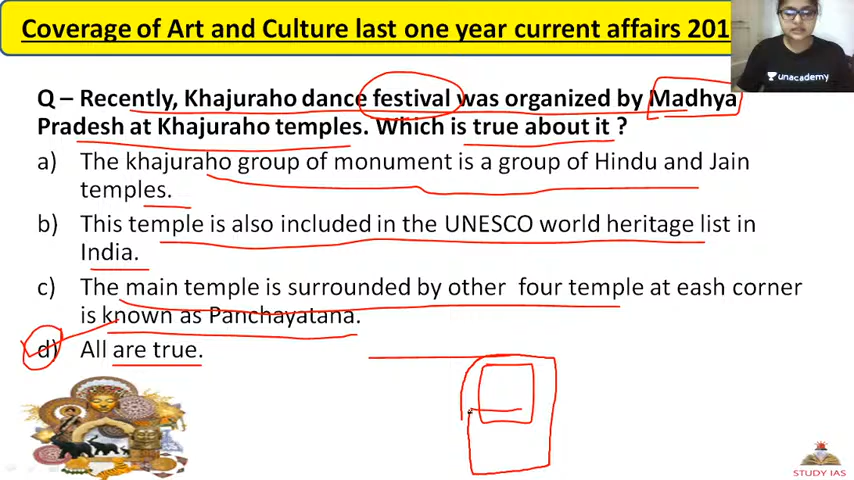 Coverage of Art and Culture last one year current affairs 201
unacademy
Q – Recently, Khajuraho dance festival was organized by Madhya
Pradesh at Khajuraho temples. Which is true about it ?
a) The khajuraho group of monument is a group of Hindu and Jain
temples.
b) This temple is also included in the UNESCO world heritage list in
India.
c) The main temple is surrounded by other four temple at eash corner
is known as Panchayatana.
d) All are true.
STUDY IAS